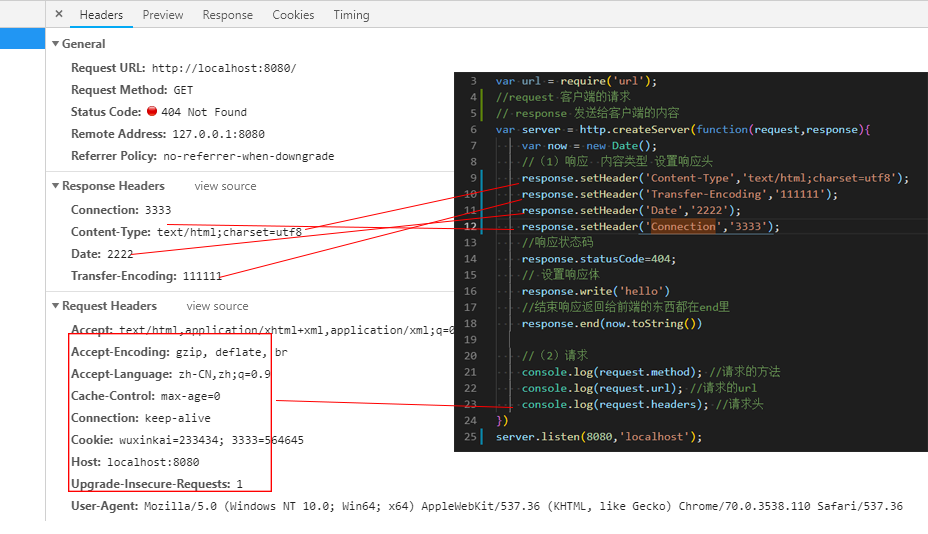 × Headers Preview Response Cookies Timing
▼ General
Request URL: http://localhost:8080/
Request Method: GET
Status Code: 404 Not Found
Remote Address: 127.0.0.1:8080
Referrer Policy: no-referrer-when-downgrade
▼ Response Headers view source
Connection: 3333
Content-Type: text/html;charset=utf8
Date: 2222
Transfer-Encoding: 111111
▼ Request Headers view source
Accept: text/html,application/xhtml+xml,application/xml;q=0
Accept-Encoding: gzip, deflate, br
Accept-Language: zh-CN,zh;q=0.9
Cache-Control: max-age=0
Connection: keep-alive
Cookie: wuxinkai=233434; 3333=564645
Host: localhost:8080
Upgrade-Insecure-Requests: 1
User-Agent: Mozilla/5.0 (Windows NT 10.0; Win64; x64) AppleWebKit/537.36 (KHTML, like Gecko) Chrome/70.0.3538.110 Safari/537.36
3 var url = require('url');
4 //request 客户端的请求
5 // response 发送给客户端的内容
6 var server = http.createServer(function(request,response){
7 var now = new Date();
8 //（1）响应 内容类型 设置响应头
9 response.setHeader('Content-Type','text/html;charset=utf8');
10 response.setHeader('Transfer-Encoding','111111');
11 response.setHeader('Date','2222');
12 response.setHeader('Connection','3333');
13 //响应状态码
14 response.statusCode=404;
15 // 设置响应体
16 response.write('hello')
17 //结束响应返回给前端的东西都在end里
18 response.end(now.toString())
19
20 //（2）请求
21 console.log(request.method); //请求的方法
22 console.log(request.url); //请求的url
23 console.log(request.headers); //请求头
24 })
25 server.listen(8080,'localhost');